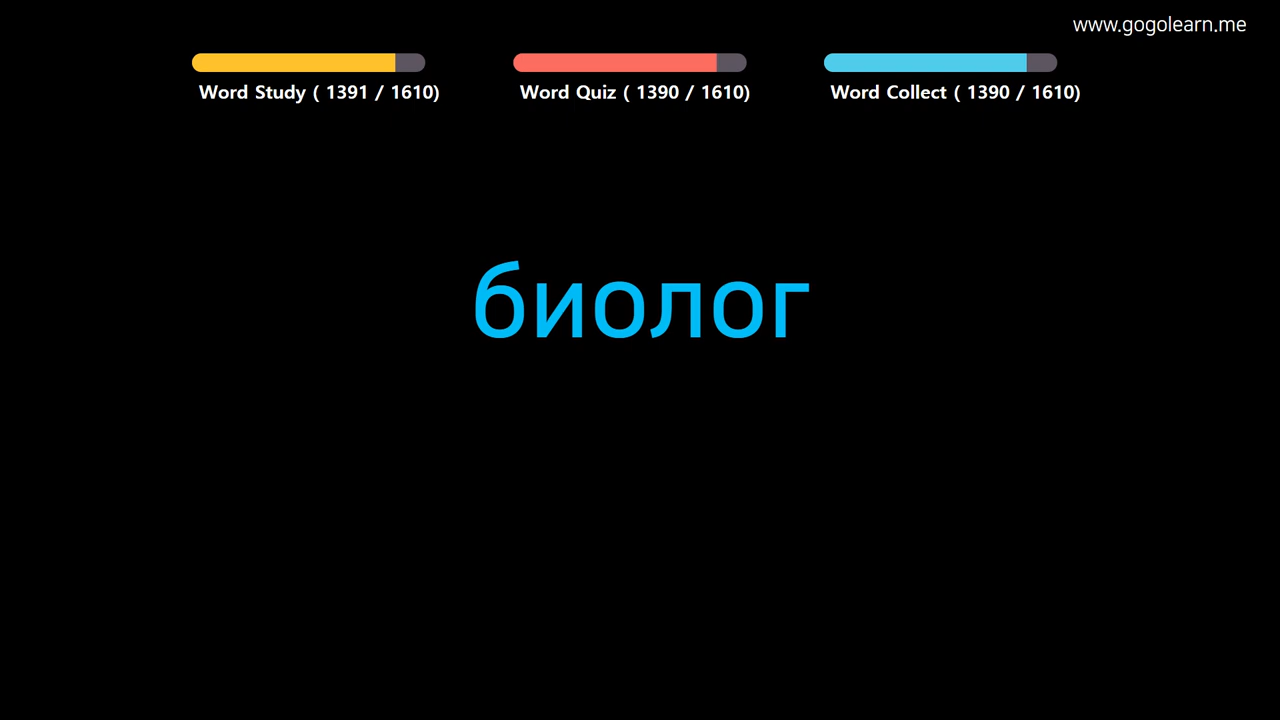 www.gogolearn.me
Word Study ( 1391 / 1610)
Word Quiz ( 1390 / 1610)
Word Collect ( 1390 / 1610)
биолог